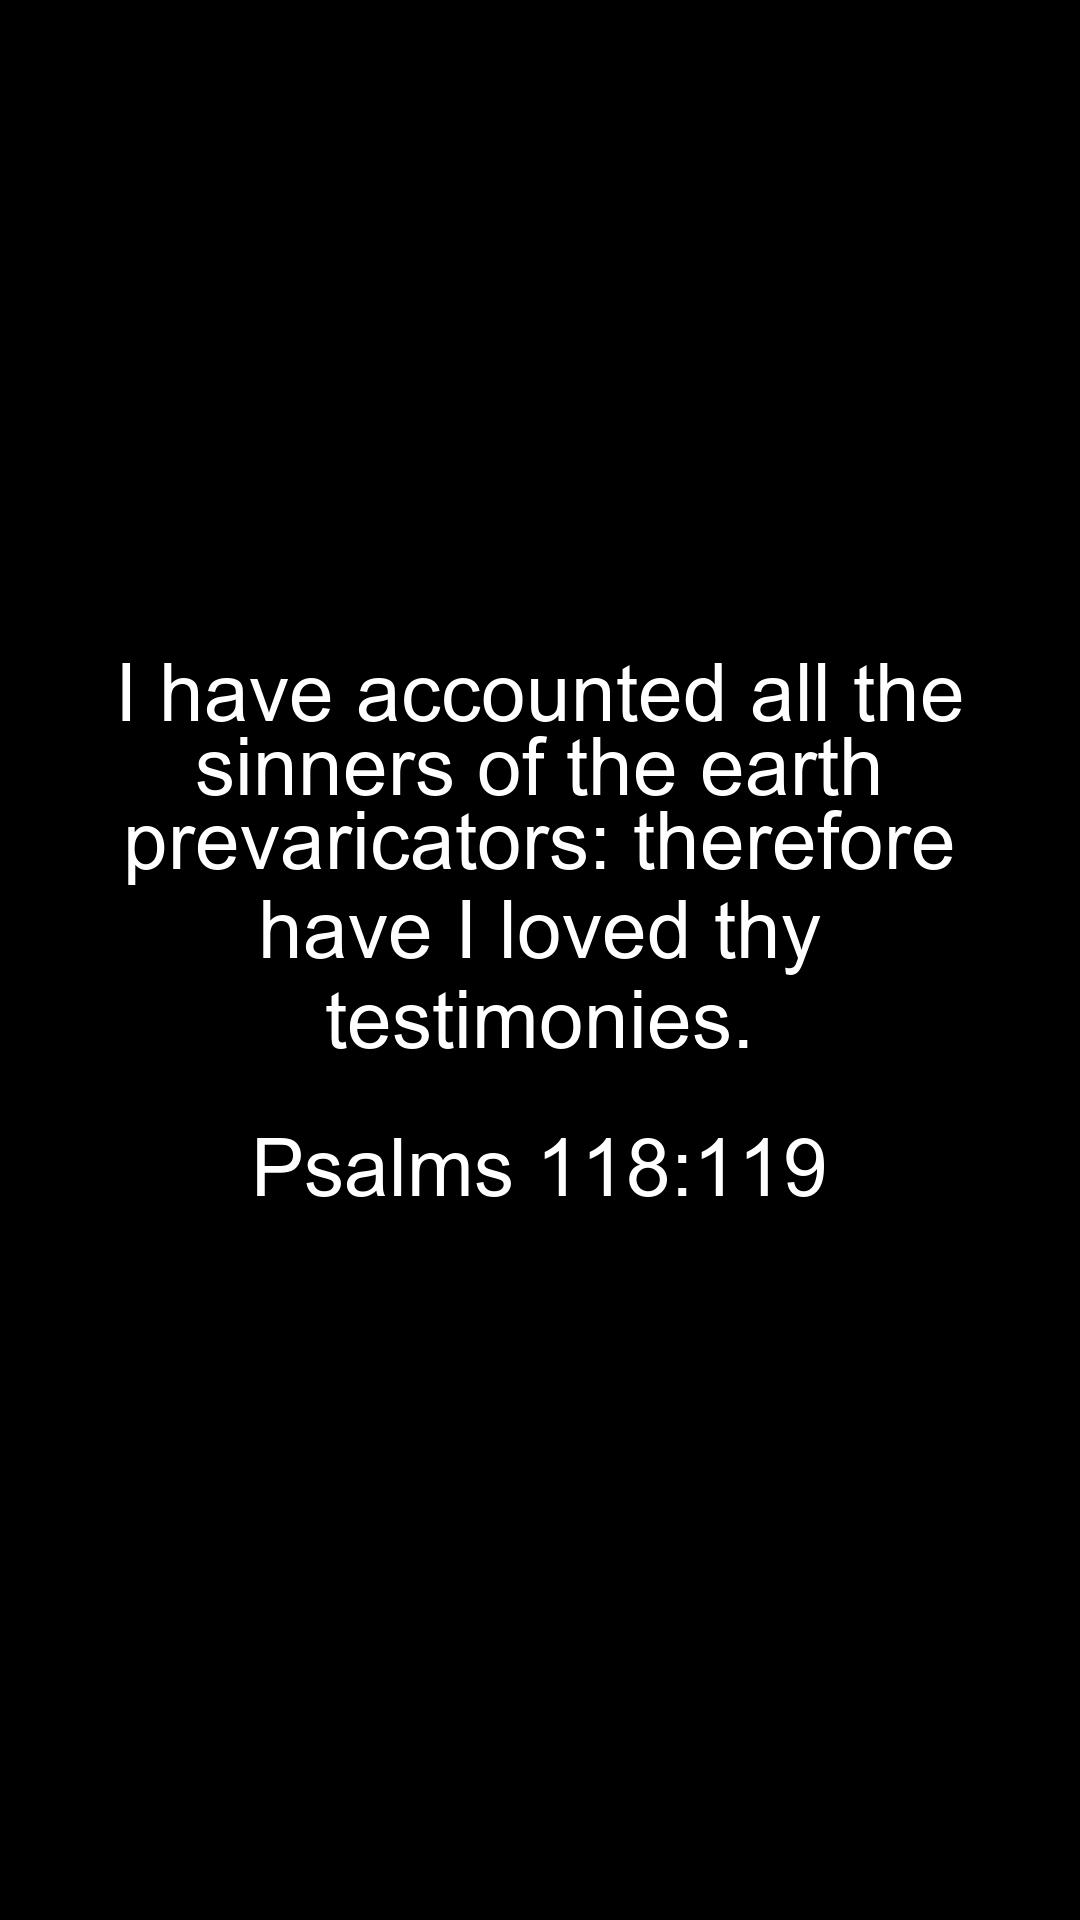 I have accounted all the
sinners of the earth
prevaricators: therefore
have I loved thy
testimonies.
Psalms 118:119